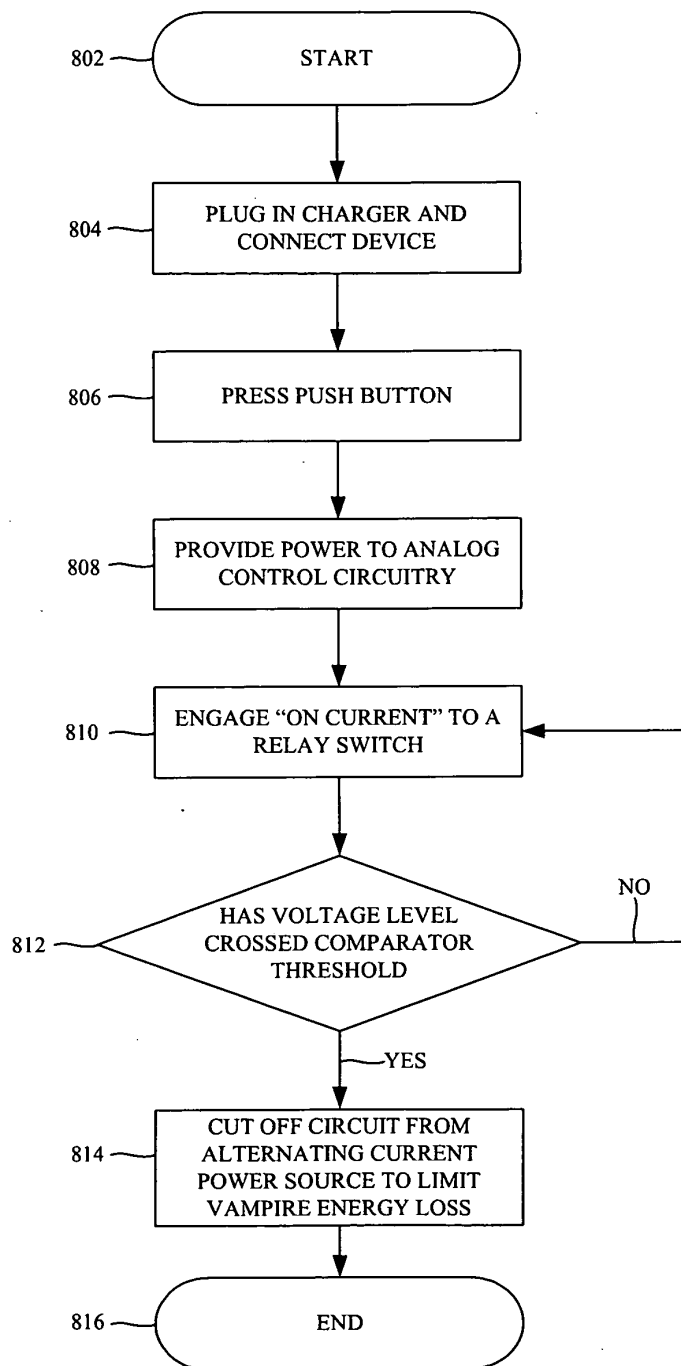 802
START
804
PLUG IN CHARGER AND
CONNECT DEVICE
806
PRESS PUSH BUTTON
808
PROVIDE POWER TO ANALOG
CONTROL CIRCUITRY
810
ENGAGE “ON CURRENT” TO A
RELAY SWITCH
812
HAS VOLTAGE LEVEL
CROSSED COMPARATOR
THRESHOLD
NO
YES
814
CUT OFF CIRCUIT FROM
ALTERNATING CURRENT
POWER SOURCE TO LIMIT
VAMPIRE ENERGY LOSS
816
END